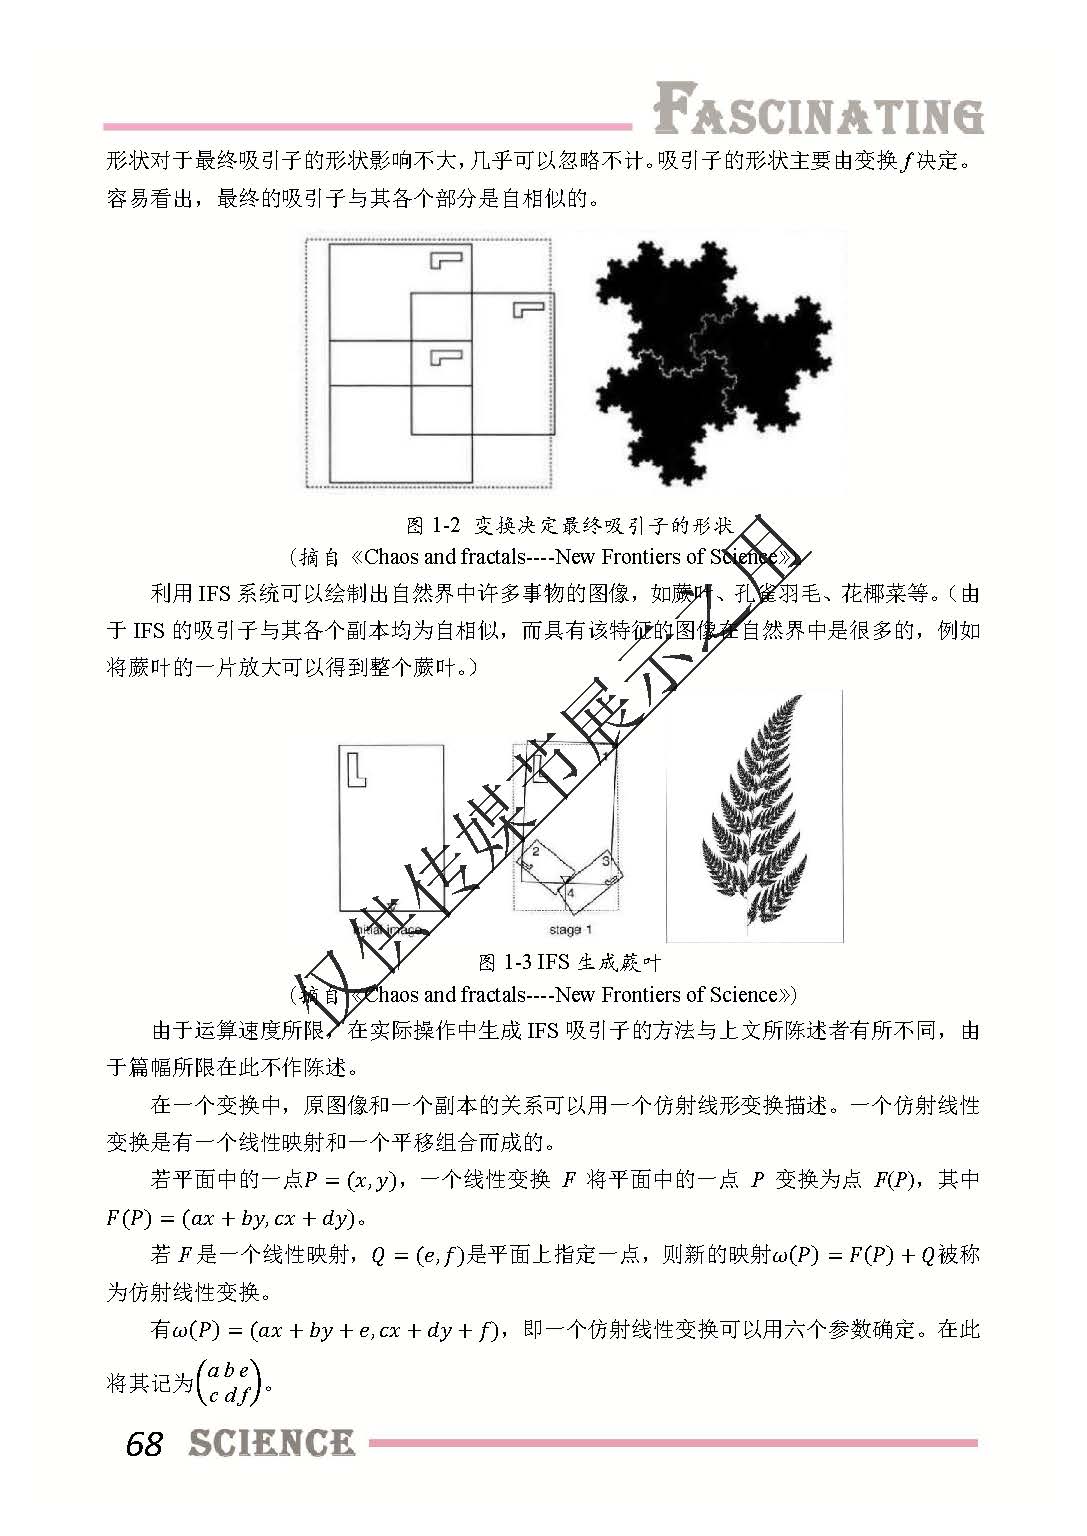 FASCINATING
形状对于最终吸引子的形状影响不大，几乎可以忽略不计。吸引子的形状主要由变换f决定。
容易看出，最终的吸引子与其各个部分是自相似的。
图 1-2 变换决定最终吸引子的形状
（摘自《Chaos and fractals----New Frontiers of Science》）
利用 IFS 系统可以绘制出自然界中许多事物的图像，如蕨叶、孔雀羽毛、花椰菜等。（由
于 IFS 的吸引子与其各个副本均为自相似，而具有该特征的图像在自然界中是很多的，例如
将蕨叶的一片放大可以得到整个蕨叶。）
initial image
2
3
4
stage 1
图 1-3 IFS 生成蕨叶
（摘自《Chaos and fractals----New Frontiers of Science》）
由于运算速度所限，在实际操作中生成 IFS 吸引子的方法与上文所陈述者有所不同，由
于篇幅所限在此不作陈述。
在一个变换中，原图像和一个副本的关系可以用一个仿射线形变换描述。一个仿射线性
变换是有一个线性映射和一个平移组合而成的。
若平面中的一点P = (x, y)，一个线性变换 F 将平面中的一点 P 变换为点 F(P)，其中
F(P) = (ax + by, cx + dy)。
若 F 是一个线性映射，Q = (e, f)是平面上指定一点，则新的映射ω(P) = F(P) + Q被称
为仿射线性变换。
有ω(P) = (ax + by + e, cx + dy + f)，即一个仿射线性变换可以用六个参数确定。在此
将其记为(a b e
c d f)。
68 SCIENCE
仅供传媒节展示之用